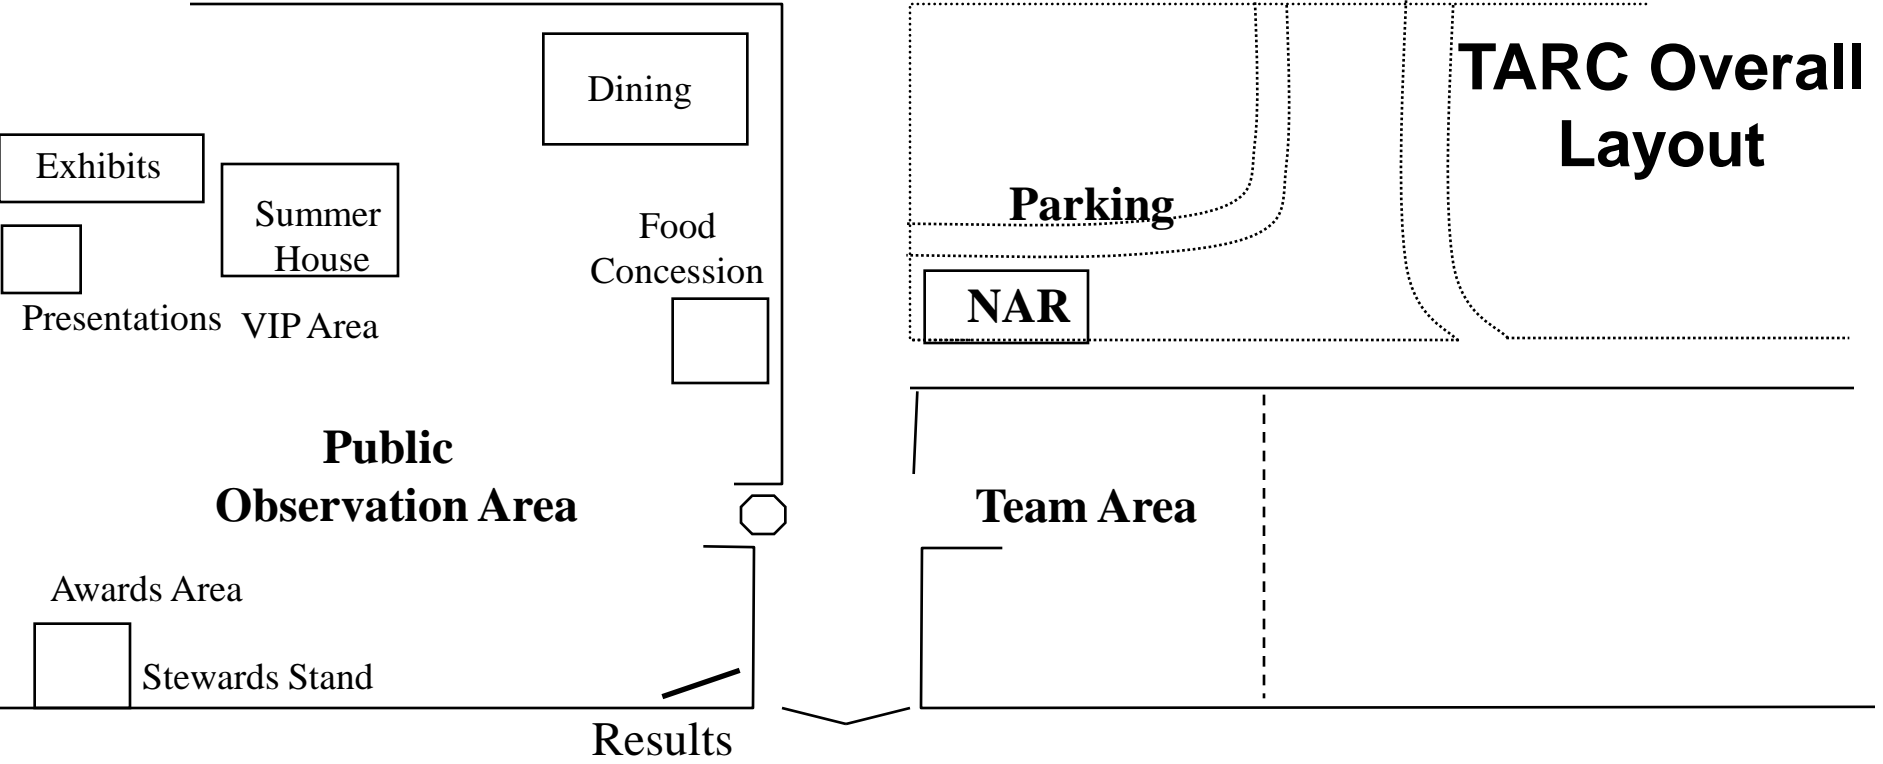 TARC Overall
Layout
Dining
Exhibits
Summer
House
Food
Concession
Parking
NAR
Presentations
VIP Area
Public
Observation Area
Team Area
Awards Area
Stewards Stand
Results